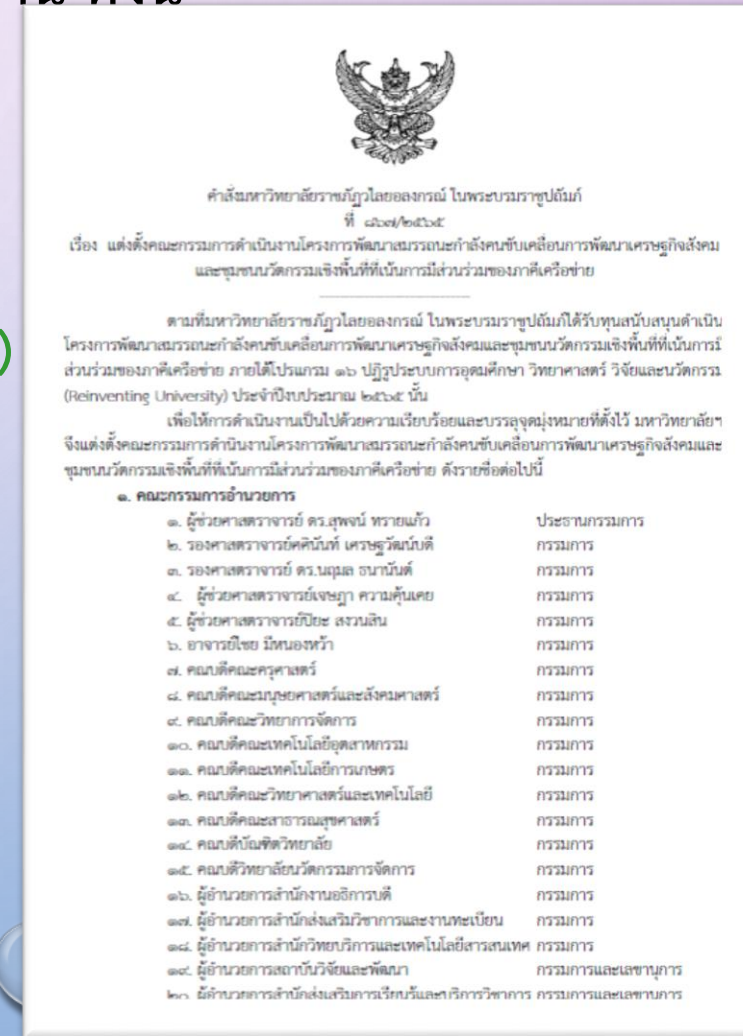 คำสั่งมหาวิทยาลัยราชภัฏวไลยอลงกรณ์ ในพระบรมราชูปถัมภ์
ที่ ๘๖๗/๒๕๖๕
เรื่อง แต่งตั้งคณะกรรมการดำเนินงานโครงการพัฒนาสมรรถนะกำลังคนขับเคลื่อนการพัฒนาเศรษฐกิจสังคม
และชุมชนนวัตกรรมเชิงพื้นที่ที่เน้นการมีส่วนร่วมของภาคีเครือข่าย
ตามที่มหาวิทยาลัยราชภัฏวไลยอลงกรณ์ ในพระบรมราชูปถัมภ์ได้รับทุนสนับสนุนดำเนิน
โครงการพัฒนาสมรรถนะกำลังคนขับเคลื่อนการพัฒนาเศรษฐกิจสังคมและชุมชนนวัตกรรมเชิงพื้นที่ที่เน้นการมี
ส่วนร่วมของภาคีเครือข่าย ภายใต้โปรแกรม ๑๖ ปฏิรูประบบการอุดมศึกษา วิทยาศาสตร์ วิจัยและนวัตกรรม
(Reinventing University) ประจำปีงบประมาณ ๒๕๖๕ นั้น
เพื่อให้การดำเนินงานเป็นไปด้วยความเรียบร้อยและบรรลุจุดมุ่งหมายที่ตั้งไว้ มหาวิทยาลัยฯ
จึงแต่งตั้งคณะกรรมการดำเนินงานโครงการพัฒนาสมรรถนะกำลังคนขับเคลื่อนการพัฒนาเศรษฐกิจสังคมและ
ชุมชนนวัตกรรมเชิงพื้นที่ที่เน้นการมีส่วนร่วมของภาคีเครือข่าย ดังรายชื่อต่อไปนี้
๑. คณะกรรมการอำนวยการ
๑. ผู้ช่วยศาสตราจารย์ ดร.สุพจน์ ทรายแก้ว ประธานกรรมการ
๒. รองศาสตราจารย์ศศินันท์ เศรษฐวัฒน์บดี กรรมการ
๓. รองศาสตราจารย์ ดร.นฤมล ธนานันต์ กรรมการ
๔. ผู้ช่วยศาสตราจารย์เจษฎา ความคุ้นเคย กรรมการ
๕. ผู้ช่วยศาสตราจารย์ปิยะ สงวนสิน กรรมการ
๖. อาจารย์ไชย มีหนองหว้า กรรมการ
๗. คณบดีคณะครุศาสตร์ กรรมการ
๘. คณบดีคณะมนุษยศาสตร์และสังคมศาสตร์ กรรมการ
๙. คณบดีคณะวิทยาการจัดการ กรรมการ
๑๐. คณบดีคณะเทคโนโลยีอุตสาหกรรม กรรมการ
๑๑. คณบดีคณะเทคโนโลยีการเกษตร กรรมการ
๑๒. คณบดีคณะวิทยาศาสตร์และเทคโนโลยี กรรมการ
๑๓. คณบดีคณะสาธารณสุขศาสตร์ กรรมการ
๑๔. คณบดีบัณฑิตวิทยาลัย กรรมการ
๑๕. คณบดีวิทยาลัยนวัตกรรมการจัดการ กรรมการ
๑๖. ผู้อำนวยการสำนักงานอธิการบดี กรรมการ
๑๗. ผู้อำนวยการสำนักส่งเสริมวิชาการและงานทะเบียน กรรมการ
๑๘. ผู้อำนวยการสำนักวิทยบริการและเทคโนโลยีสารสนเทศ กรรมการ
๑๙. ผู้อำนวยการสถาบันวิจัยและพัฒนา กรรมการและเลขานุการ
๒๐. ผู้อำนวยการสำนักส่งเสริมการเรียนรู้และบริการวิชาการ กรรมการและเลขานุการ